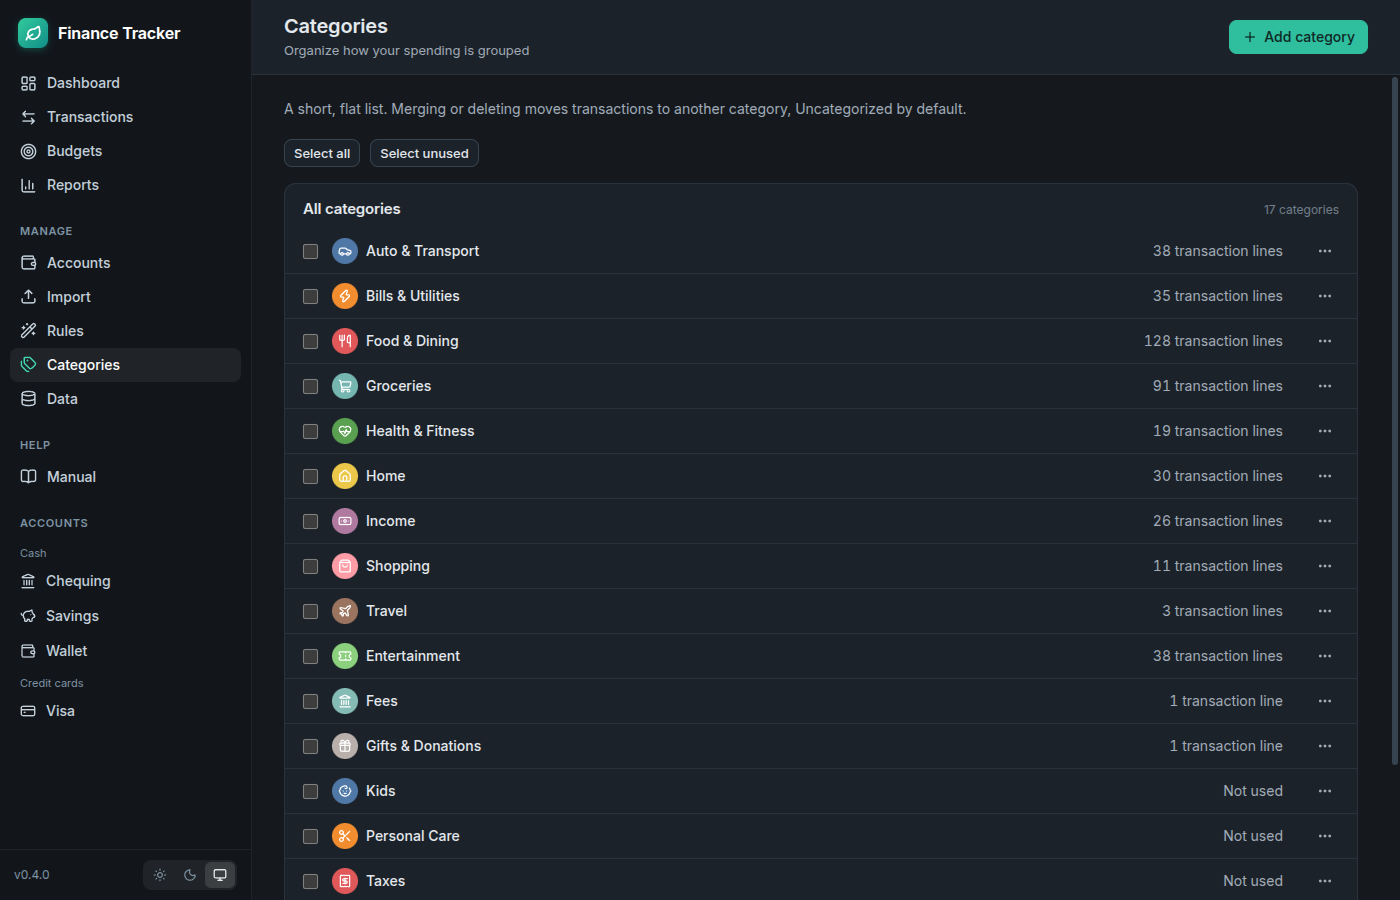 Finance Tracker
Dashboard
Transactions
Budgets
Reports
MANAGE
Accounts
Import
Rules
Categories
Data
HELP
Manual
ACCOUNTS
Cash
Chequing
Savings
Wallet
Credit cards
Visa
v0.4.0
Categories
Organize how your spending is grouped
Add category
A short, flat list. Merging or deleting moves transactions to another category, Uncategorized by default.
Select all
Select unused
All categories
17 categories
Auto & Transport
38 transaction lines
Bills & Utilities
35 transaction lines
Food & Dining
128 transaction lines
Groceries
91 transaction lines
Health & Fitness
19 transaction lines
Home
30 transaction lines
Income
26 transaction lines
Shopping
11 transaction lines
Travel
3 transaction lines
Entertainment
38 transaction lines
Fees
1 transaction line
Gifts & Donations
1 transaction line
Kids
Not used
Personal Care
Not used
Taxes
Not used